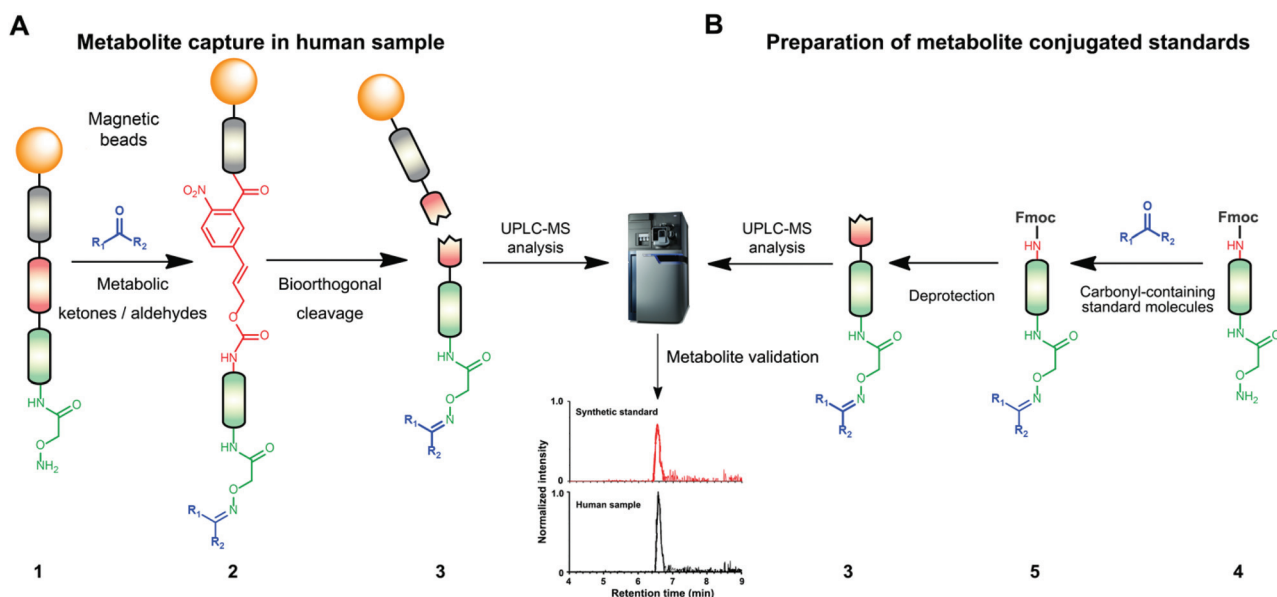 A
Metabolite capture in human sample
Magnetic
beads
O
R1 R2
Metabolic
ketones / aldehydes
HN
O
O
NH2
1
O2N
O
O
O
HN
HN
O
O
N
R1
R2
2
Bioorthogonal
cleavage
HN
O
O
N
R1
R2
3
UPLC-MS
analysis
Metabolite validation
Synthetic standard
1.0
0
Human sample
1.0
0
Normalized intensity
4 5 6 7 8 9
Retention time (min)
B
Preparation of metabolite conjugated standards
UPLC-MS
analysis
HN
O
O
N
R1
R2
3
Deprotection
Fmoc
HN
HN
O
O
N
R1
R2
5
O
R1 R2
Carbonyl-containing
standard molecules
Fmoc
HN
HN
O
O
NH2
4